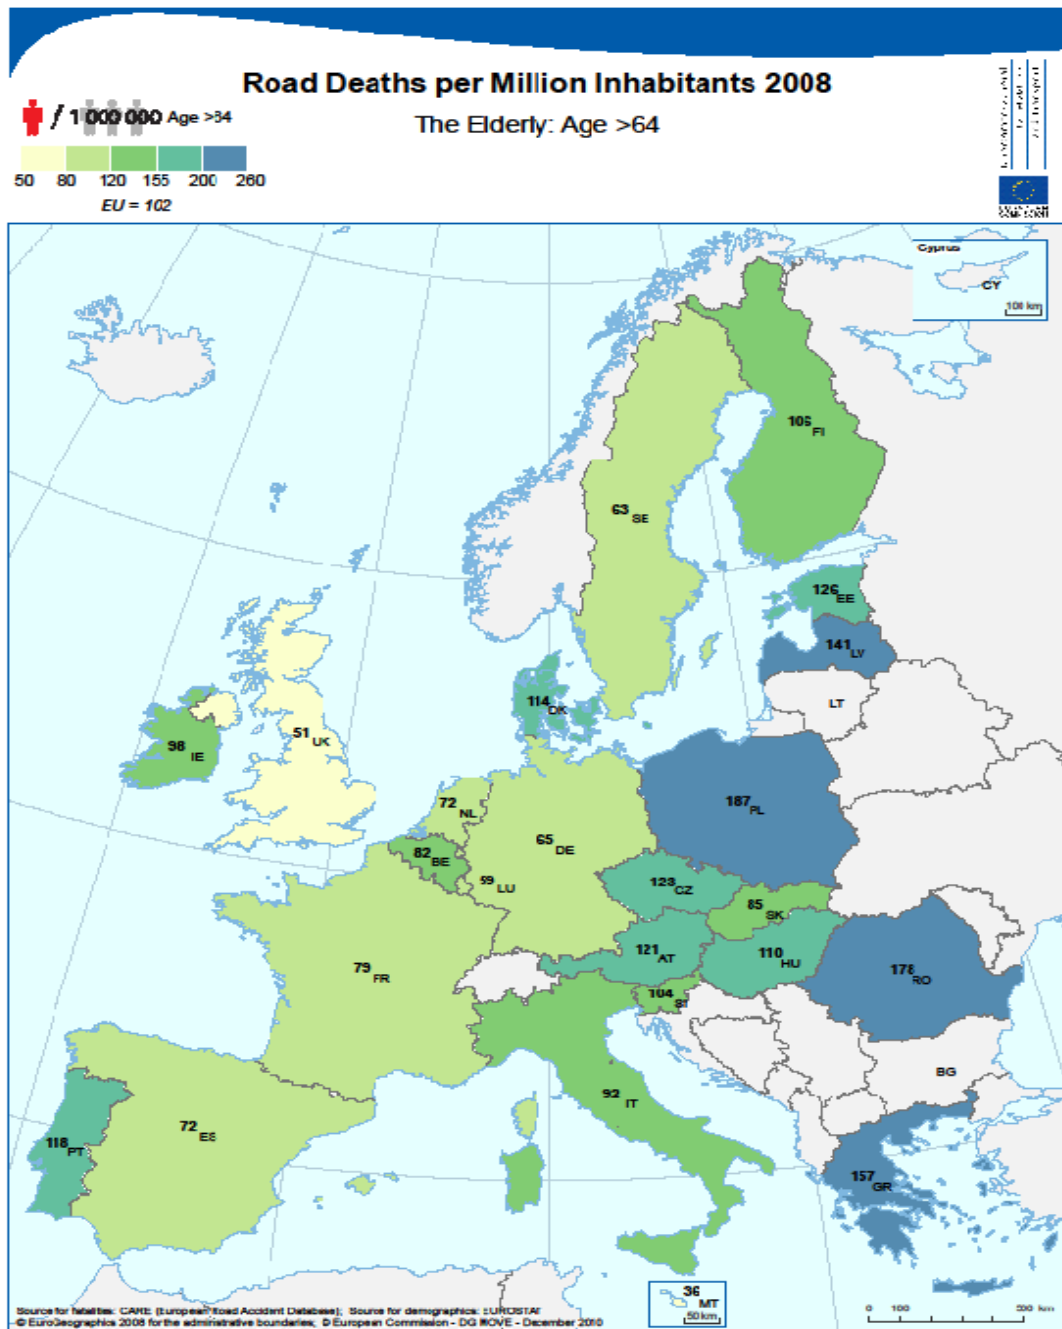 Road Deaths per Million Inhabitants 2008
The Elderly: Age >64
/ 1 000 000 Age >64
50 80 120 155 200 260
EU = 102
Cyprus
CY
100 km
106 FI
63 SE
126 EE
141 LV
LT
114 DK
98 IE
51 UK
187 PL
72 NL
65 DE
82 BE
59 LU
123 CZ
85 SK
121 AT
110 HU
79 FR
178 RO
104 SI
BG
92 IT
72 ES
118 PT
157 GR
36
MT
50 km
0 100 500 km
Source for fatalities: CARE (European Road Accident Database); Source for demographics: EUROSTAT
© EuroGeographics 2008 for the administrative boundaries; © European Commission - DG MOVE - December 2010